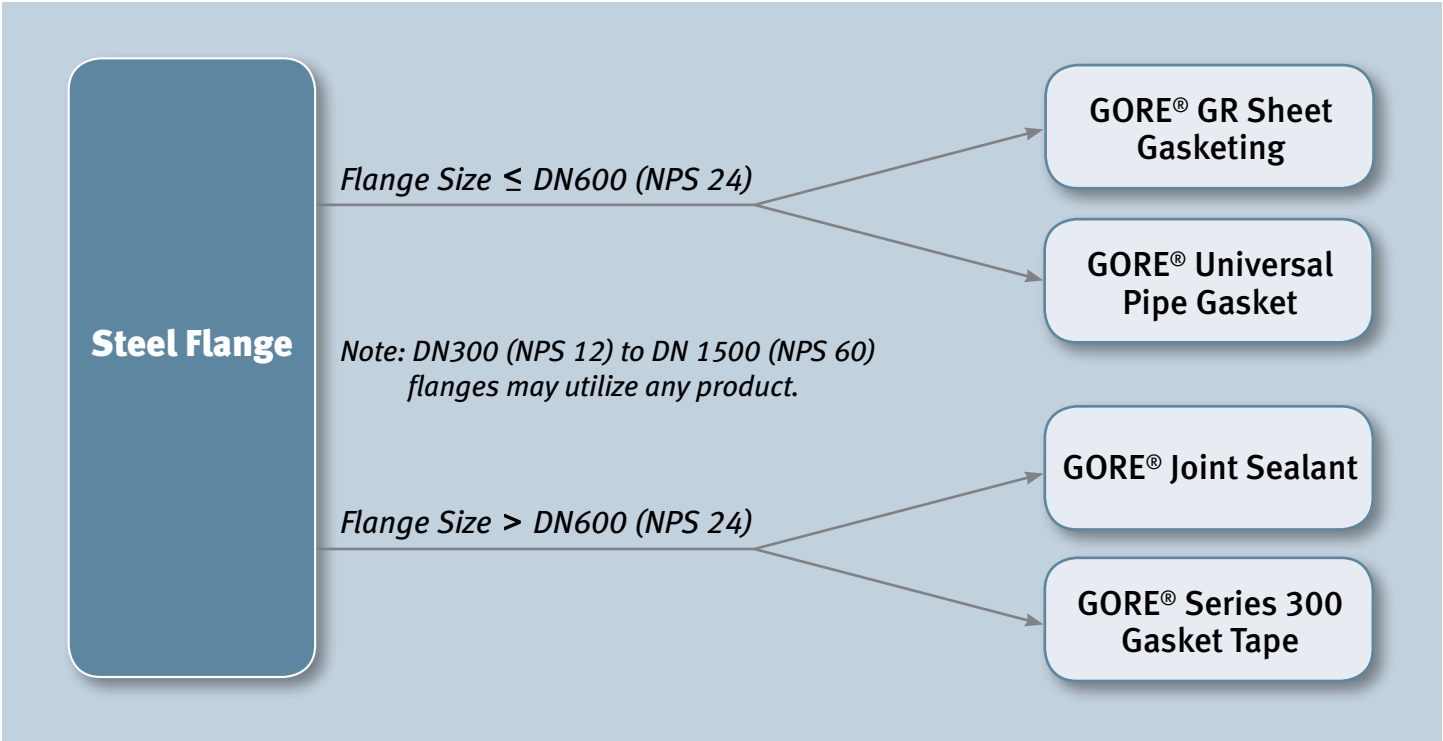 Steel Flange
Flange Size ≤ DN600 (NPS 24)
Note: DN300 (NPS 12) to DN 1500 (NPS 60)
flanges may utilize any product.
Flange Size > DN600 (NPS 24)
GORE® GR Sheet
Gasketing
GORE® Universal
Pipe Gasket
GORE® Joint Sealant
GORE® Series 300
Gasket Tape